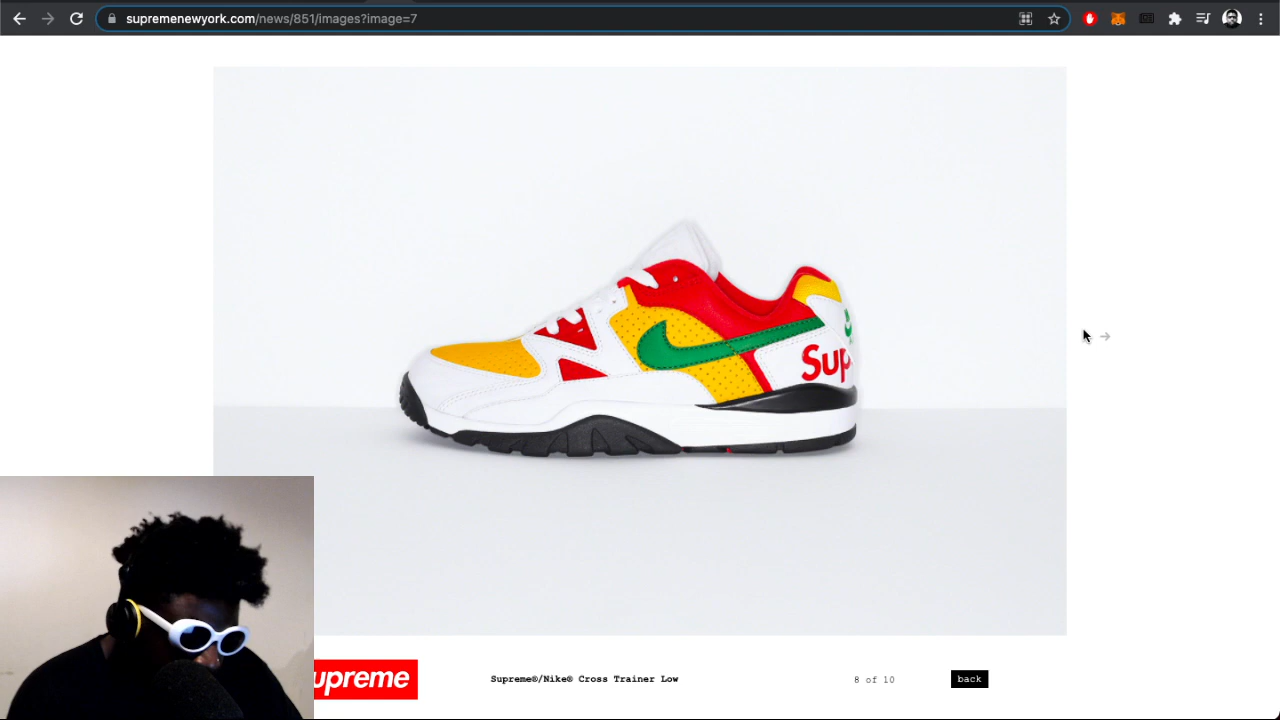 supremenewyork.com/news/851/images?image=7
Sup
upreme
Supreme®/Nike® Cross Trainer Low
8 of 10
back